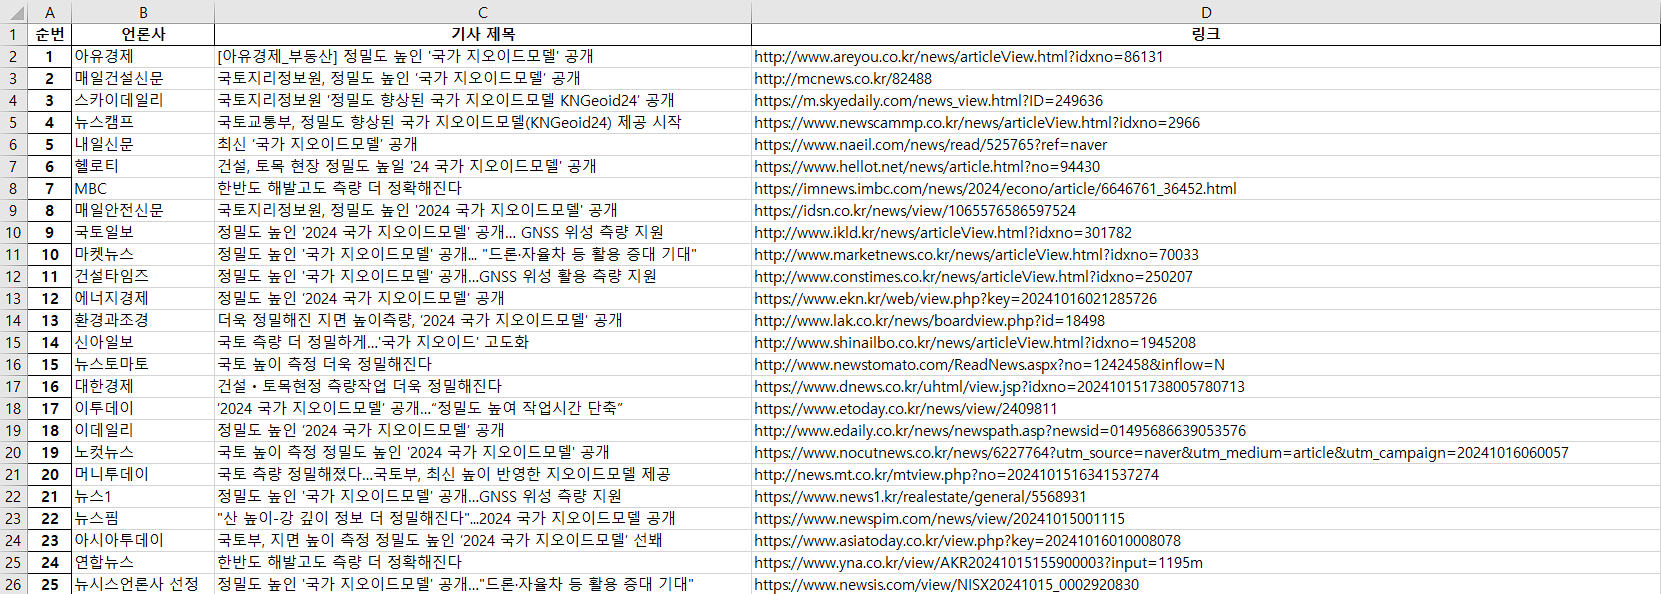 A B C D
1 순번 언론사 기사 제목 링크
2 1 아유경제 [아유경제_부동산] 정밀도 높인 '국가 지오이드모델' 공개 http://www.areyou.co.kr/news/articleView.html?idxno=86131
3 2 매일건설신문 국토지리정보원, 정밀도 높인 '국가 지오이드모델' 공개 http://mcnews.co.kr/82488
4 3 스카이데일리 국토지리정보원 '정밀도 향상된 국가 지오이드모델 KNGeoid24' 공개 https://m.skyedaily.com/news_view.html?ID=249636
5 4 뉴스캠프 국토교통부, 정밀도 향상된 국가 지오이드모델(KNGeoid24) 제공 시작 https://www.newscammp.co.kr/news/articleView.html?idxno=2966
6 5 내일신문 최신 '국가 지오이드모델' 공개 https://www.naeil.com/news/read/525765?ref=naver
7 6 헬로티 건설, 토목 현장 정밀도 높일 '24 국가 지오이드모델' 공개 https://www.hellot.net/news/article.html?no=94430
8 7 MBC 한반도 해발고도 측량 더 정확해진다 https://imnews.imbc.com/news/2024/econo/article/6646761_36452.html
9 8 매일안전신문 국토지리정보원, 정밀도 높인 '2024 국가 지오이드모델' 공개 https://idsn.co.kr/news/view/1065576586597524
10 9 국토일보 정밀도 높인 '2024 국가 지오이드모델' 공개... GNSS 위성 측량 지원 http://www.ikld.kr/news/articleView.html?idxno=301782
11 10 마켓뉴스 정밀도 높인 '국가 지오이드모델' 공개... "드론·자율차 등 활용 증대 기대" http://www.marketnews.co.kr/news/articleView.html?idxno=70033
12 11 건설타임즈 정밀도 높인 '국가 지오이드모델' 공개...GNSS 위성 활용 측량 지원 http://www.constimes.co.kr/news/articleView.html?idxno=250207
13 12 에너지경제 정밀도 높인 '2024 국가 지오이드모델' 공개 https://www.ekn.kr/web/view.php?key=20241016021285726
14 13 환경과조경 더욱 정밀해진 지면 높이측량, '2024 국가 지오이드모델' 공개 http://www.lak.co.kr/news/boardview.php?id=18498
15 14 신아일보 국토 측량 더 정밀하게…'국가 지오이드' 고도화 http://www.shinailbo.co.kr/news/articleView.html?idxno=1945208
16 15 뉴스토마토 국토 높이 측정 더욱 정밀해진다 http://www.newstomato.com/ReadNews.aspx?no=1242458&inflow=N
17 16 대한경제 건설·토목현정 측량작업 더욱 정밀해진다 https://www.dnews.co.kr/uhtml/view.jsp?idxno=202410151738005780713
18 17 이투데이 '2024 국가 지오이드모델' 공개…“정밀도 높여 작업시간 단축” https://www.etoday.co.kr/news/view/2409811
19 18 이데일리 정밀도 높인 '2024 국가 지오이드모델' 공개 http://www.edaily.co.kr/news/newspath.asp?newsid=01495686639053576
20 19 노컷뉴스 국토 높이 측정 정밀도 높인 '2024 국가 지오이드모델' 공개 https://www.nocutnews.co.kr/news/6227764?utm_source=naver&utm_medium=article&utm_campaign=20241016060057
21 20 머니투데이 국토 측량 정밀해졌다…국토부, 최신 높이 반영한 지오이드모델 제공 http://news.mt.co.kr/mtview.php?no=2024101516341537274
22 21 뉴스1 정밀도 높인 '국가 지오이드모델' 공개…GNSS 위성 측량 지원 https://www.news1.kr/realestate/general/5568931
23 22 뉴스핌 "산 높이-강 깊이 정보 더 정밀해진다"...2024 국가 지오이드모델 공개 https://www.newspim.com/news/view/20241015001115
24 23 아시아투데이 국토부, 지면 높이 측정 정밀도 높인 '2024 국가 지오이드모델' 선봬 https://www.asiatoday.co.kr/view.php?key=20241016010008078
25 24 연합뉴스 한반도 해발고도 측량 더 정확해진다 https://www.yna.co.kr/view/AKR20241015155900003?input=1195m
26 25 뉴시스언론사 선정 정밀도 높인 '국가 지오이드모델' 공개…"드론·자율차 등 활용 증대 기대" https://www.newsis.com/view/NISX20241015_0002920830